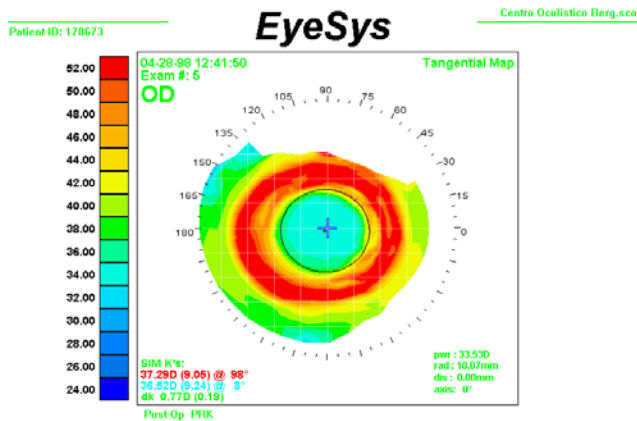 Patient ID: 170673
EyeSys
Centro Oculistico Berg.sco
04-28-98 12:41:50
Exam #: 5
OD
Tangential Map
52.00
50.00
48.00
46.00
44.00
42.00
40.00
38.00
36.00
34.00
32.00
30.00
28.00
26.00
24.00
180
165
150
135
120
105
90
75
60
45
30
15
0
SIM K's:
37.29D (9.05) @ 98°
36.52D (9.24) @ 8°
dk 0.77D (0.19)
pwr : 33.53D
rad : 10.07mm
dis : 0.00mm
axis: 0°
Post-Op PRK